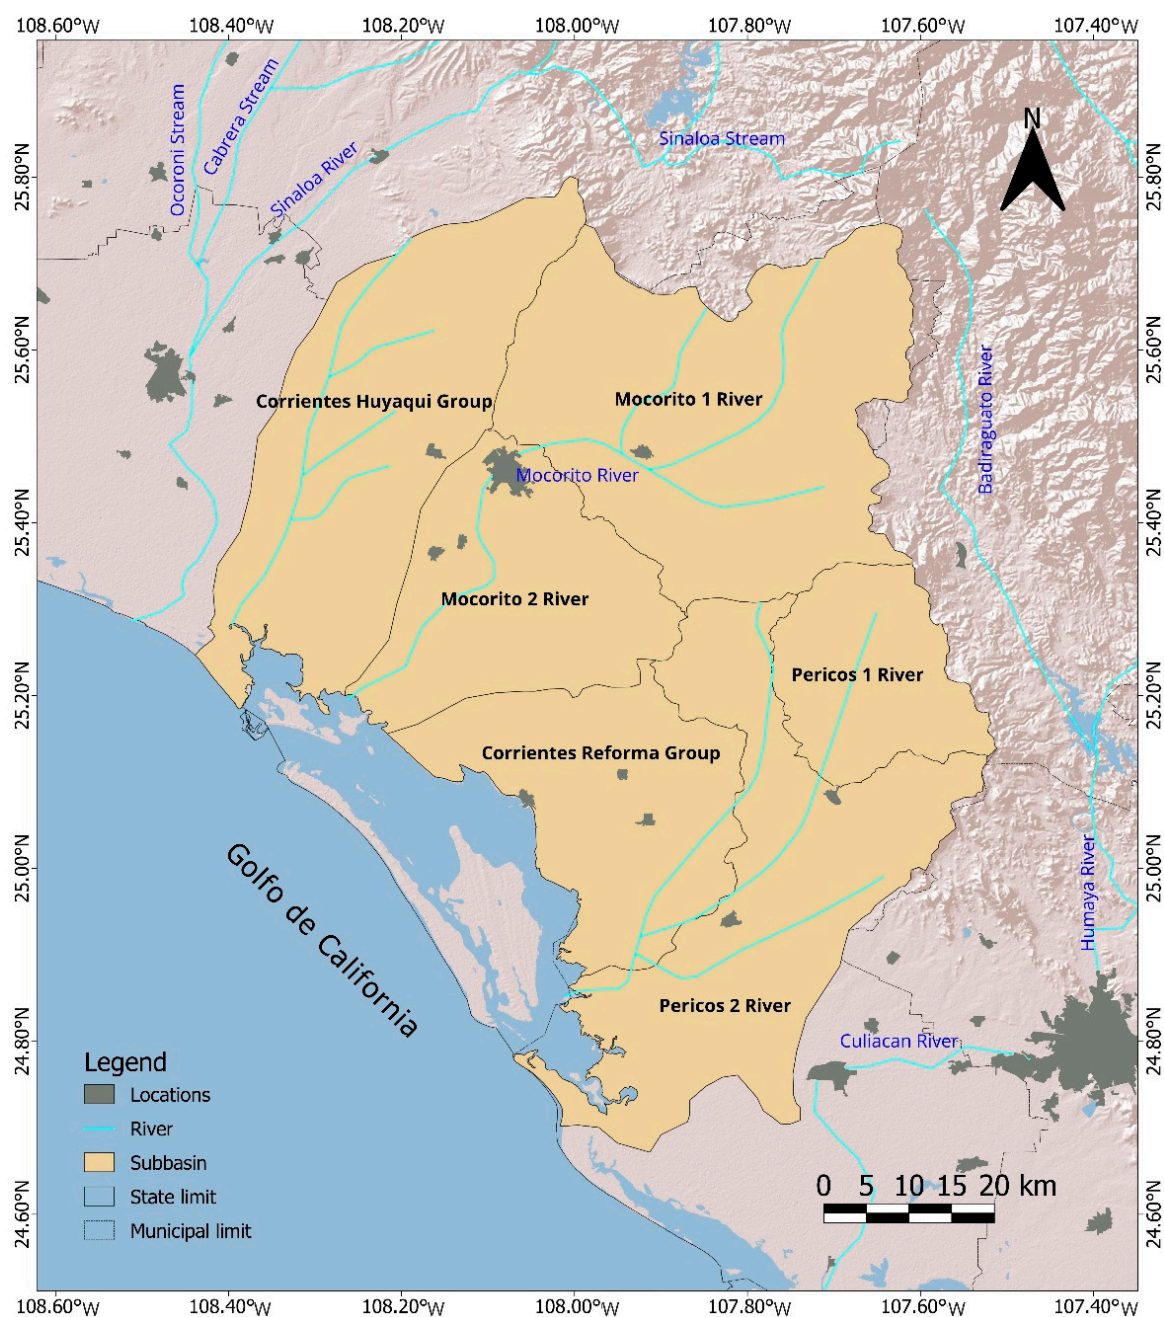 108.60°W 108.40°W 108.20°W 108.00°W 107.80°W 107.60°W 107.40°W
N
Ocoroni Stream
Cabrera Stream
Sinaloa River
Sinaloa Stream
25.80°N
25.80°N
25.60°N
25.60°N
Badiraguato River
Corrientes Huyaqui Group
Mocorito 1 River
Mocorito River
25.40°N
25.40°N
Mocorito 2 River
Pericos 1 River
25.20°N
25.20°N
Corrientes Reforma Group
Golfo de California
25.00°N
25.00°N
Humaya River
Pericos 2 River
Culiacan River
24.80°N
24.80°N
Legend
Locations
River
Subbasin
State limit
Municipal limit
0 5 10 15 20 km
24.60°N
24.60°N
108.60°W 108.40°W 108.20°W 108.00°W 107.80°W 107.60°W 107.40°W